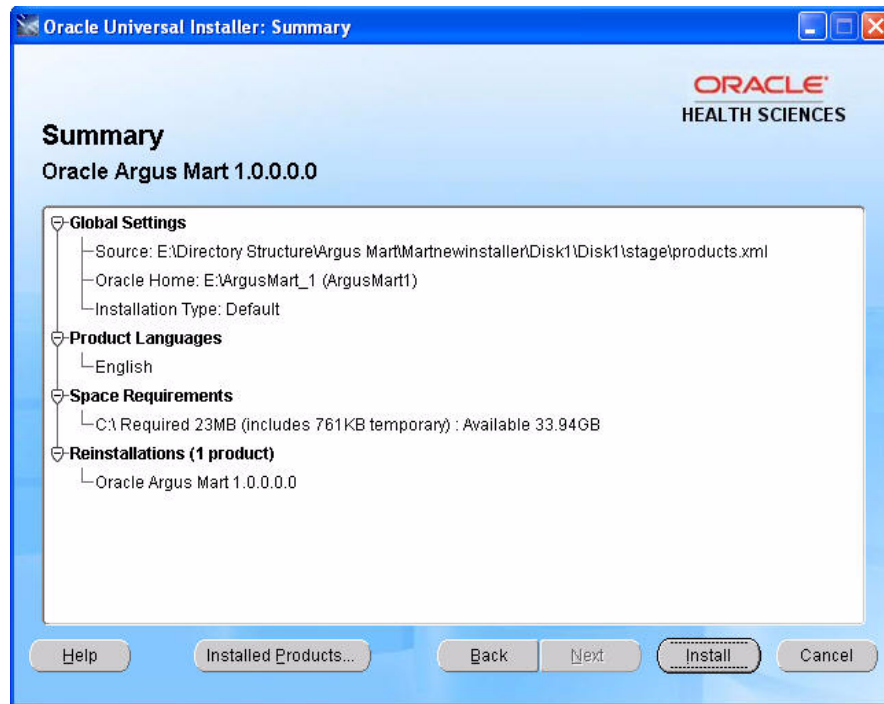 Oracle Universal Installer: Summary
ORACLE
HEALTH SCIENCES
Summary
Oracle Argus Mart 1.0.0.0.0
Global Settings
Source: E:\Directory Structure\Argus Mart\Martnewinstaller\Disk1\Disk1\stage\products.xml
Oracle Home: E:\ArgusMart_1 (ArgusMart1)
Installation Type: Default
Product Languages
English
Space Requirements
C:\ Required 23MB (includes 761KB temporary) : Available 33.94GB
Reinstallations (1 product)
Oracle Argus Mart 1.0.0.0.0
Help Installed Products... Back Next Install Cancel